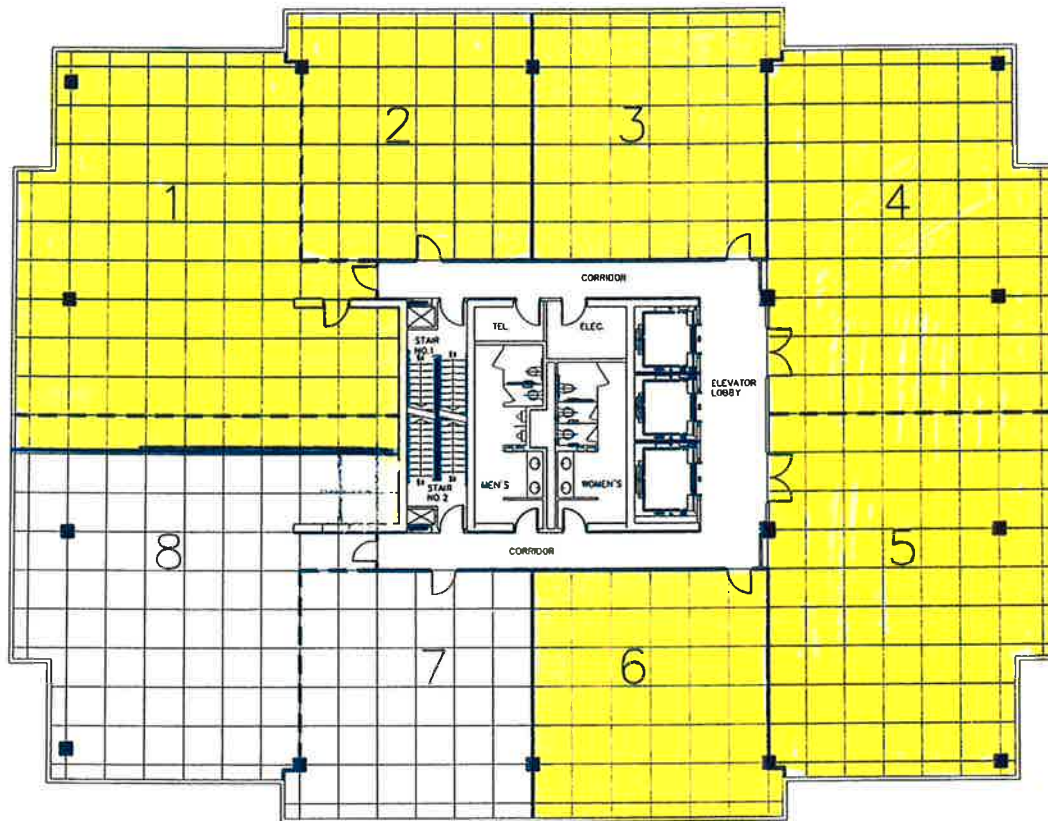 2
3
1
4
CORRIDOR
TEL.
ELEC.
STAIR
NO.1
ELEVATOR
LOBBY
MEN'S
WOMEN'S
STAIR
NO 2
CORRIDOR
8
5
7
6